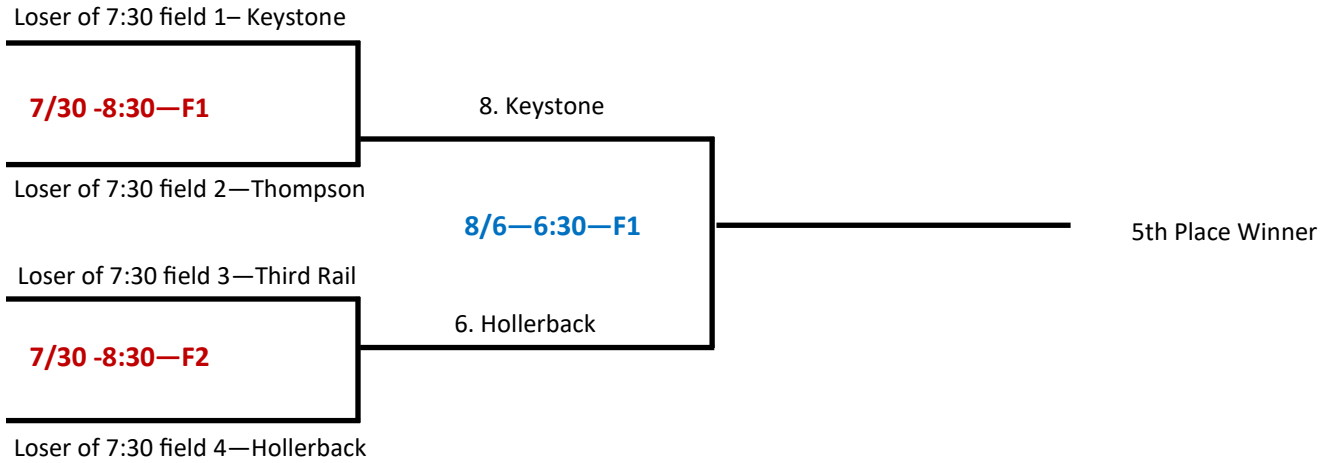 Loser of 7:30 field 1– Keystone
7/30 -8:30—F1
8. Keystone
Loser of 7:30 field 2—Thompson
8/6—6:30—F1
5th Place Winner
Loser of 7:30 field 3—Third Rail
6. Hollerback
7/30 -8:30—F2
Loser of 7:30 field 4—Hollerback